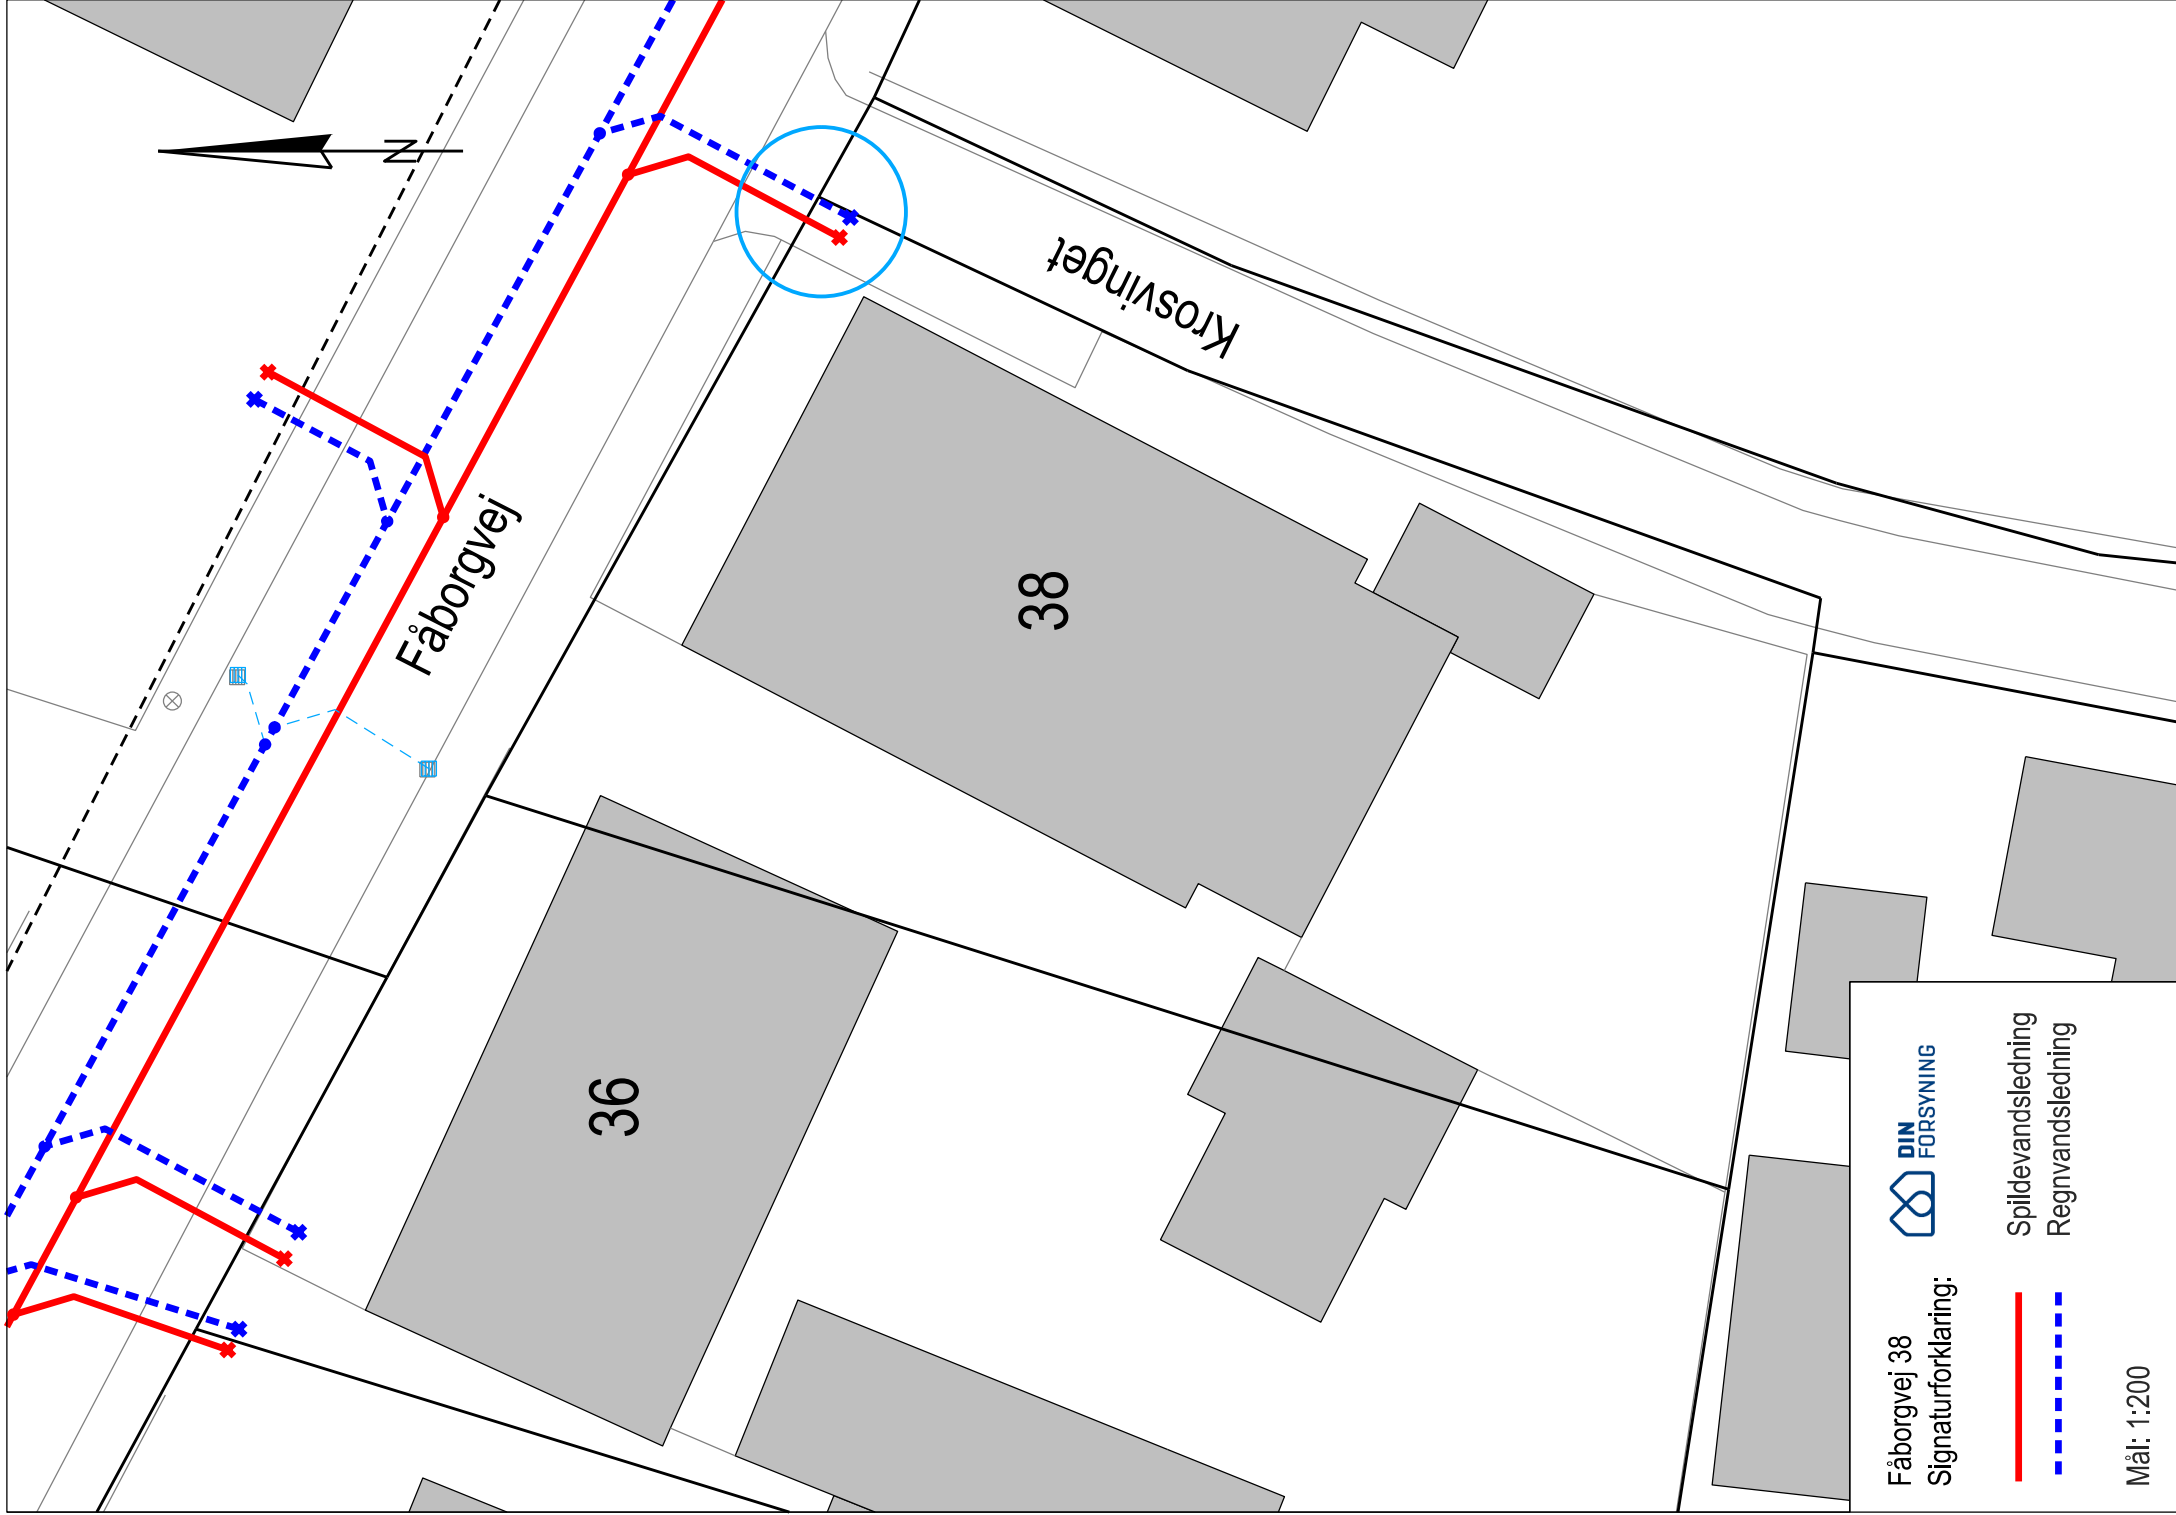 N
Fåborgvej
Krosvinget
38
36
Fåborgvej 38
Signaturforklaring:
DIN
FORSYNING
Spildevandsledning
Regnvandsledning
Mål: 1:200